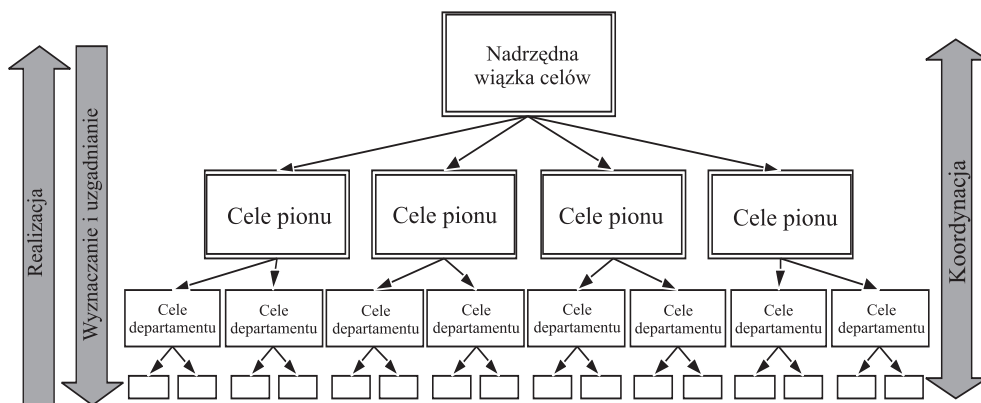 Nadrzędna
wiązka celów
Realizacja
Wyznaczanie i uzgadnianie
Koordynacja
Cele pionu
Cele pionu
Cele pionu
Cele pionu
Cele
departamentu
Cele
departamentu
Cele
departamentu
Cele
departamentu
Cele
departamentu
Cele
departamentu
Cele
departamentu
Cele
departamentu